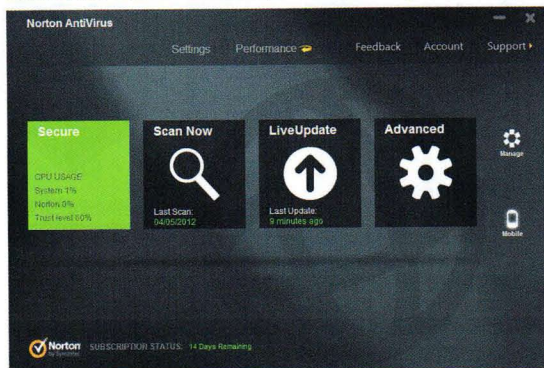 Norton AntiVirus
Settings Performance Feedback Account Support
Secure
CPU USAGE
System 1%
Norton 0%
Trust level 60%
Scan Now
Last Scan:
04/05/2012
LiveUpdate
Last Update:
9 minutes ago
Advanced
Manage
Mobile
Norton
by Symantec
SUBSCRIPTION STATUS: 14 Days Remaining